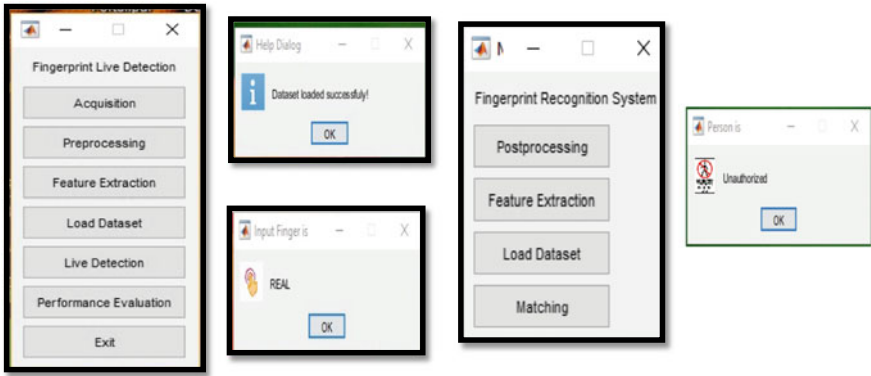 Fingerprint Live Detection
Acquisition
Preprocessing
Feature Extraction
Load Dataset
Live Detection
Performance Evaluation
Exit
Help Dialog
Dataset loaded successfuly!
OK
Input Finger is
REAL
OK
Fingerprint Recognition System
Postprocessing
Feature Extraction
Load Dataset
Matching
Person is
Unauthorized
OK